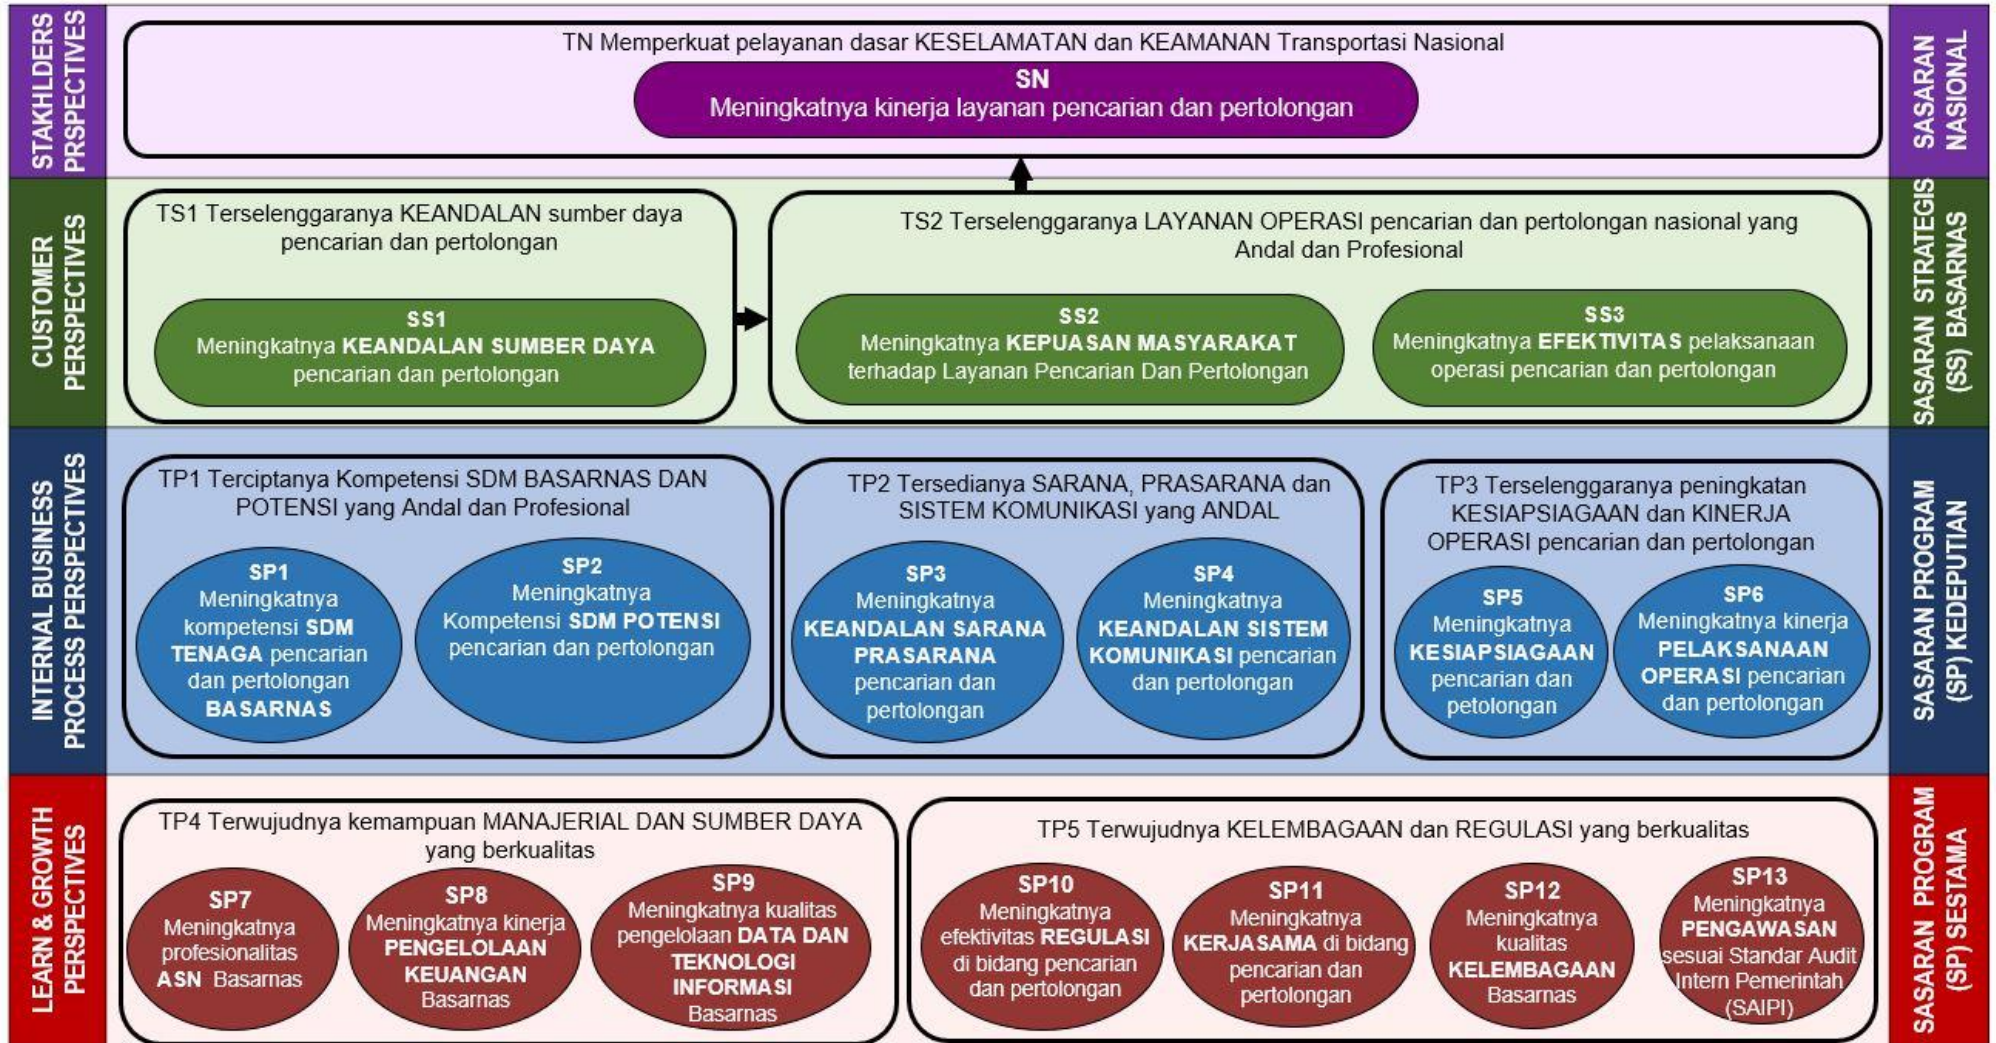 STAKHLDERS
PRSPECTIVES
TN Memperkuat pelayanan dasar KESELAMATAN dan KEAMANAN Transportasi Nasional
SN
Meningkatnya kinerja layanan pencarian dan pertolongan
SASARAN
NASIONAL
CUSTOMER
PERSPECTIVES
TS1 Terselenggaranya KEANDALAN sumber daya
pencarian dan pertolongan
SS1
Meningkatnya KEANDALAN SUMBER DAYA
pencarian dan pertolongan
TS2 Terselenggaranya LAYANAN OPERASI pencarian dan pertolongan nasional yang
Andal dan Profesional
SS2
Meningkatnya KEPUASAN MASYARAKAT
terhadap Layanan Pencarian Dan Pertolongan
SS3
Meningkatnya EFEKTIVITAS pelaksanaan
operasi pencarian dan pertolongan
SASARAN STRATEGIS
(SS) BASARNAS
INTERNAL BUSINESS
PROCESS PERSPECTIVES
TP1 Terciptanya Kompetensi SDM BASARNAS DAN
POTENSI yang Andal dan Profesional
SP1
Meningkatnya
kompetensi SDM
TENAGA pencarian
dan pertolongan
BASARNAS
SP2
Meningkatnya
Kompetensi SDM POTENSI
pencarian dan pertolongan
TP2 Tersedianya SARANA, PRASARANA dan
SISTEM KOMUNIKASI yang ANDAL
SP3
Meningkatnya
KEANDALAN SARANA
PRASARANA
pencarian dan
pertolongan
SP4
Meningkatnya
KEANDALAN SISTEM
KOMUNIKASI pencarian
dan pertolongan
TP3 Terselenggaranya peningkatan
KESIAPSIAGAAN dan KINERJA
OPERASI pencarian dan pertolongan
SP5
Meningkatnya
KESIAPSIAGAAN
pencarian dan
petolongan
SP6
Meningkatnya kinerja
PELAKSANAAN
OPERASI pencarian
dan pertolongan
SASARAN PROGRAM
(SP) KEDEPUTIAN
LEARN & GROWTH
PERSPECTIVES
TP4 Terwujudnya kemampuan MANAJERIAL DAN SUMBER DAYA
yang berkualitas
SP7
Meningkatnya
profesionalitas
ASN Basarnas
SP8
Meningkatnya kinerja
PENGELOLAAN
KEUANGAN
Basarnas
SP9
Meningkatnya kualitas
pengelolaan DATA DAN
TEKNOLOGI
INFORMASI
Basarnas
TP5 Terwujudnya KELEMBAGAAN dan REGULASI yang berkualitas
SP10
Meningkatnya
efektivitas REGULASI
di bidang pencarian
dan pertolongan
SP11
Meningkatnya
KERJASAMA di bidang
pencarian dan
pertolongan
SP12
Meningkatnya
kualitas
KELEMBAGAAN
Basarnas
SP13
Meningkatnya
PENGAWASAN
sesuai Standar Audit
Intern Pemerintah
(SAIPI)
SASARAN PROGRAM
(SP) SESTAMA